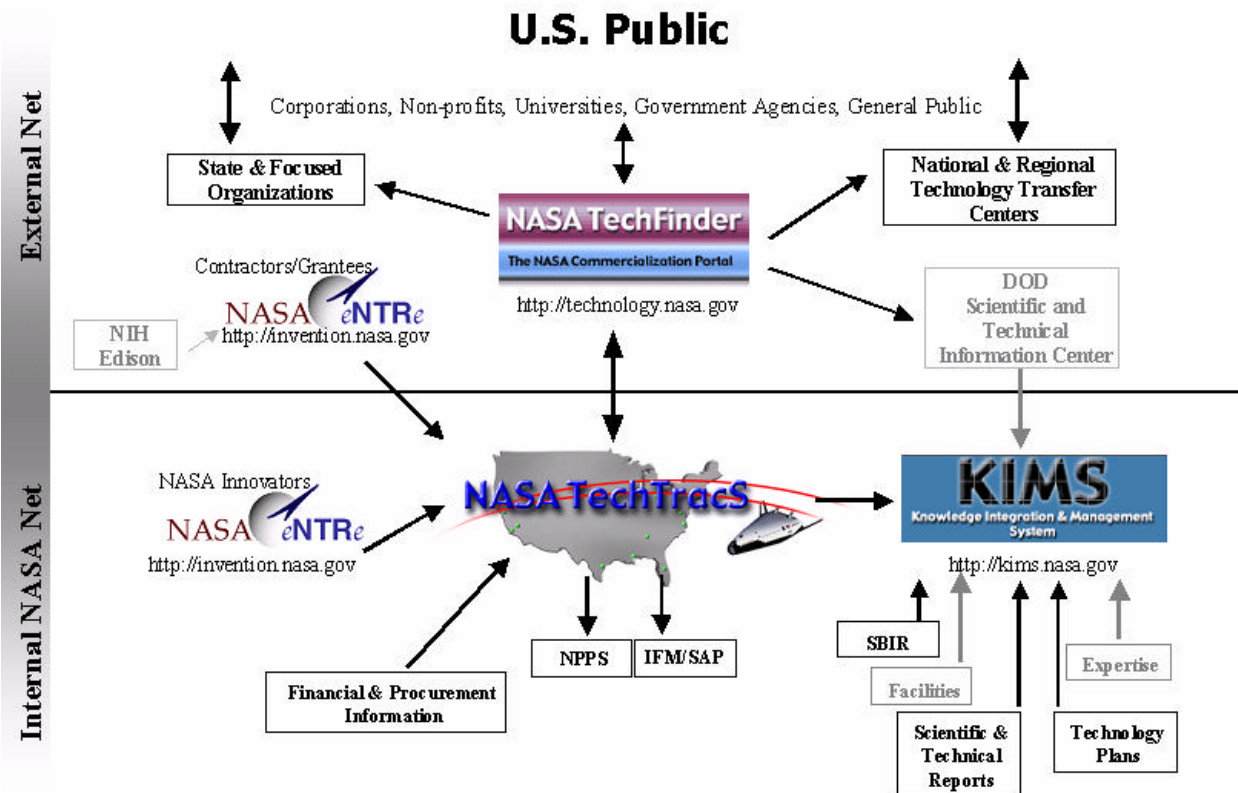 U.S. Public
External Net
Corporations, Non-profits, Universities, Government Agencies, General Public
State & Focused
Organizations
National & Regional
Technology Transfer
Centers
NASA TechFinder
The NASA Commercialization Portal
http://technology.nasa.gov
Contractors/Grantees
NASA eNTRe
http://invention.nasa.gov
NIH
Edison
DOD
Scientific and
Technical
Information Center
Internal NASA Net
NASA Innovators
NASA eNTRe
http://invention.nasa.gov
NASA TechTracS
KIMS
Knowledge Integration & Management
System
http://kims.nasa.gov
NPPS
IFM/SAP
Financial & Procurement
Information
SBIR
Facilities
Expertise
Scientific &
Technical
Reports
Technology
Plans